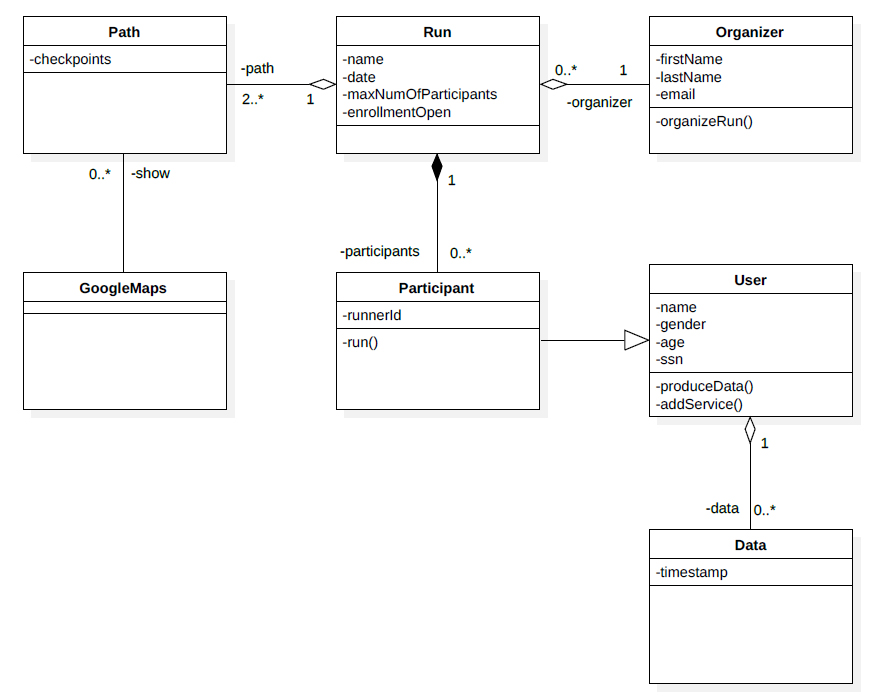 Path
-checkpoints
-path
2..*
1
Run
-name
-date
-maxNumOfParticipants
-enrollmentOpen
0..*
1
-organizer
Organizer
-firstName
-lastName
-email
-organizeRun()
0..*
-show
1
-participants
0..*
GoogleMaps
Participant
-runnerId
-run()
User
-name
-gender
-age
-ssn
-produceData()
-addService()
1
-data
0..*
Data
-timestamp